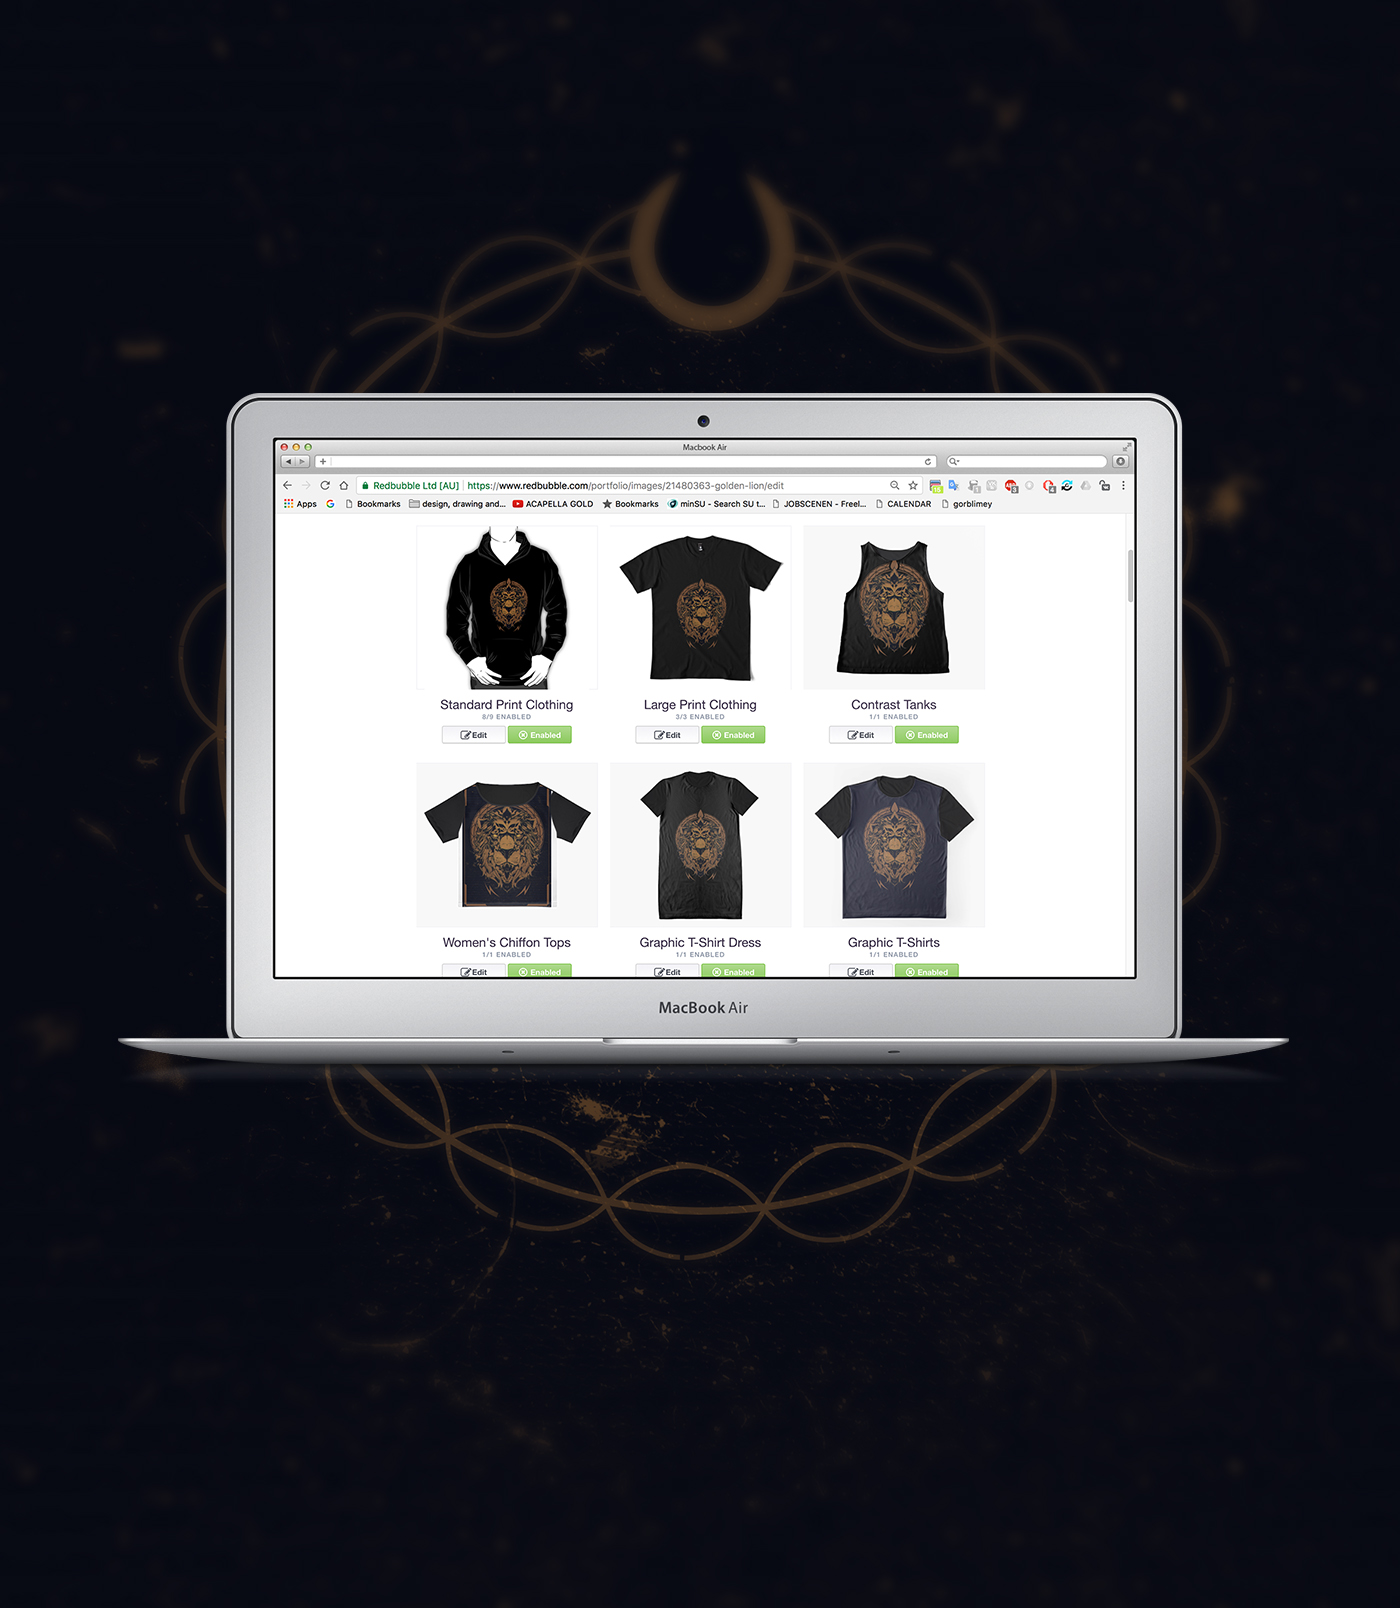 Macbook Air
Redbubble Ltd [AU] https://www.redbubble.com/portfolio/images/21480363-golden-lion/edit
Apps Bookmarks design, drawing and... ACAPELLA GOLD Bookmarks minSU - Search SU t... JOBSCENEN - Freel... CALENDAR gorblimey
Standard Print Clothing Large Print Clothing Contrast Tanks
8/9 ENABLED 3/3 ENABLED 1/1 ENABLED
Edit Enabled Edit Enabled Edit Enabled
Women's Chiffon Tops Graphic T-Shirt Dress Graphic T-Shirts
1/1 ENABLED 1/1 ENABLED 1/1 ENABLED
Edit Enabled Edit Enabled Edit Enabled
MacBook Air